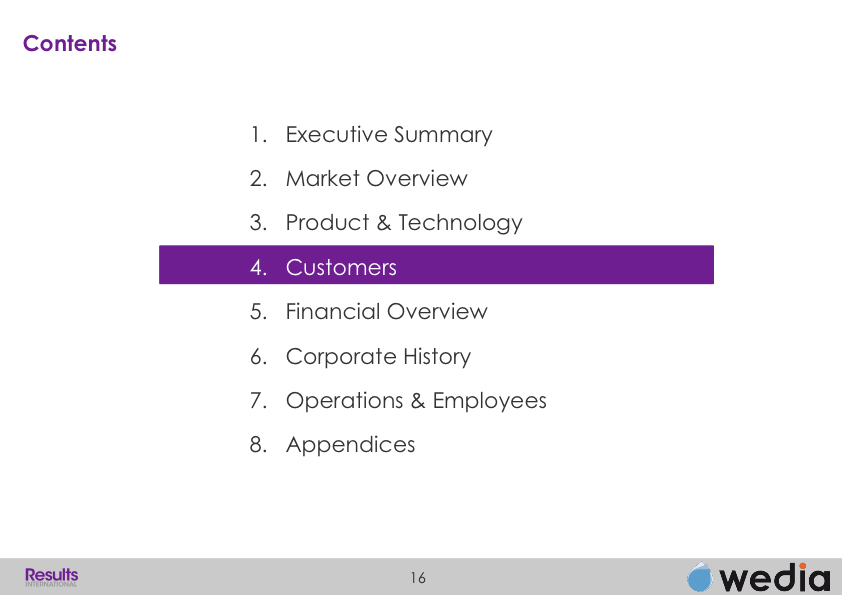 Contents
1. Executive Summary
2. Market Overview
3. Product & Technology
4. Customers
5. Financial Overview
6. Corporate History
7. Operations & Employees
8. Appendices
Results
INTERNATIONAL
16
wedia